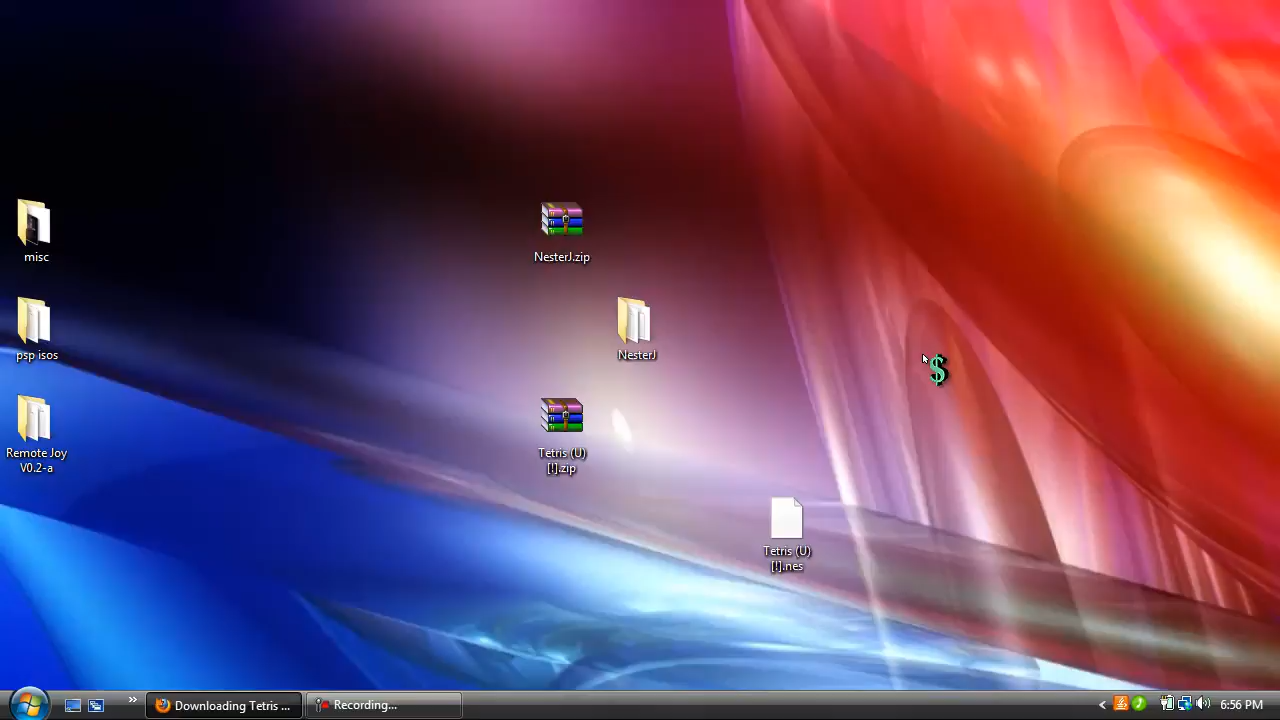 misc
NesterJ.zip
psp isos
NesterJ
$
Remote Joy
V0.2-a
Tetris (U)
[!].zip
Tetris (U)
[!].nes
Downloading Tetris ...
Recording...
6:56 PM